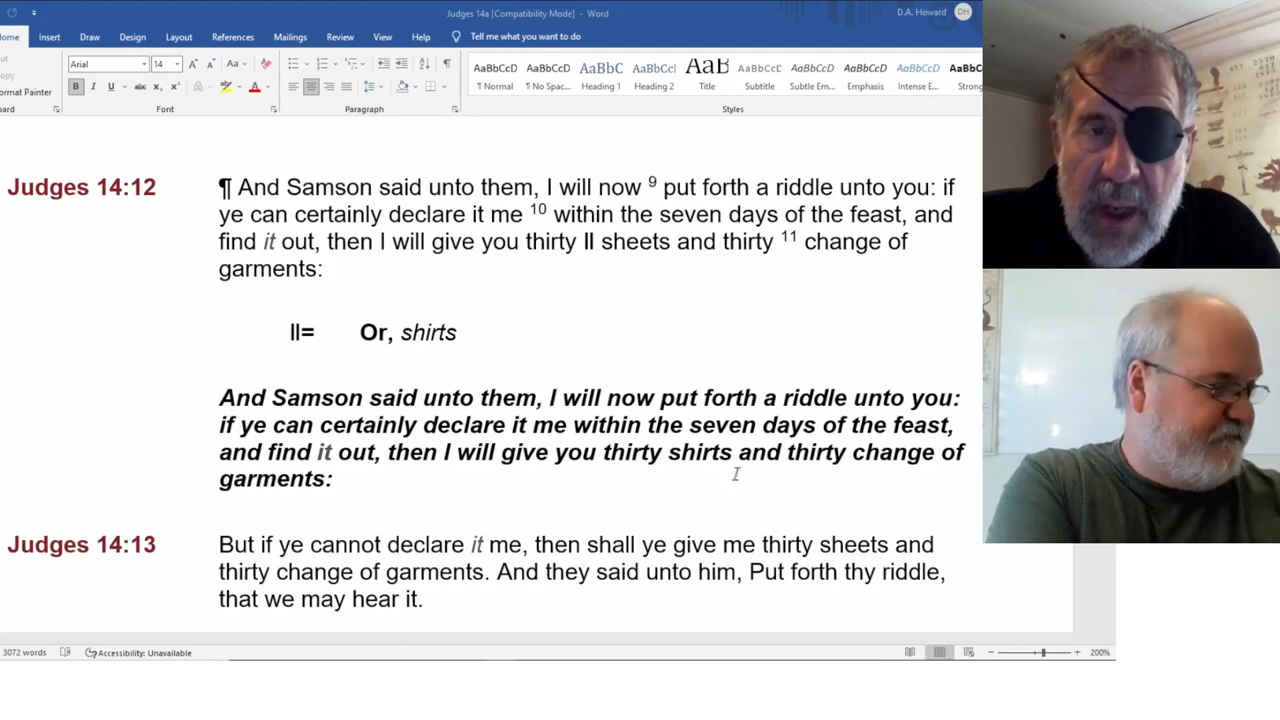 Judges 14a [Compatibility Mode] - Word
D.A. Howard DH
Home Insert Draw Design Layout References Mailings Review View Help Tell me what you want to do
Arial 14
Format Painter
Font Paragraph Styles
AaBbCcD AaBbCcD AaBbC AaBbCc AaB AaBbCcD AaBbCcD AaBbCcD AaBbCcD AaBbC
¶ Normal ¶ No Spac... Heading 1 Heading 2 Title Subtitle Subtle Em... Emphasis Intense E... Strong
Judges 14:12 ¶ And Samson said unto them, I will now 9 put forth a riddle unto you: if
ye can certainly declare it me 10 within the seven days of the feast, and
find it out, then I will give you thirty ll sheets and thirty 11 change of
garments:
ll= Or, shirts
And Samson said unto them, I will now put forth a riddle unto you:
if ye can certainly declare it me within the seven days of the feast,
and find it out, then I will give you thirty shirts and thirty change of
garments:
Judges 14:13 But if ye cannot declare it me, then shall ye give me thirty sheets and
thirty change of garments. And they said unto him, Put forth thy riddle,
that we may hear it.
3072 words Accessibility: Unavailable 200%